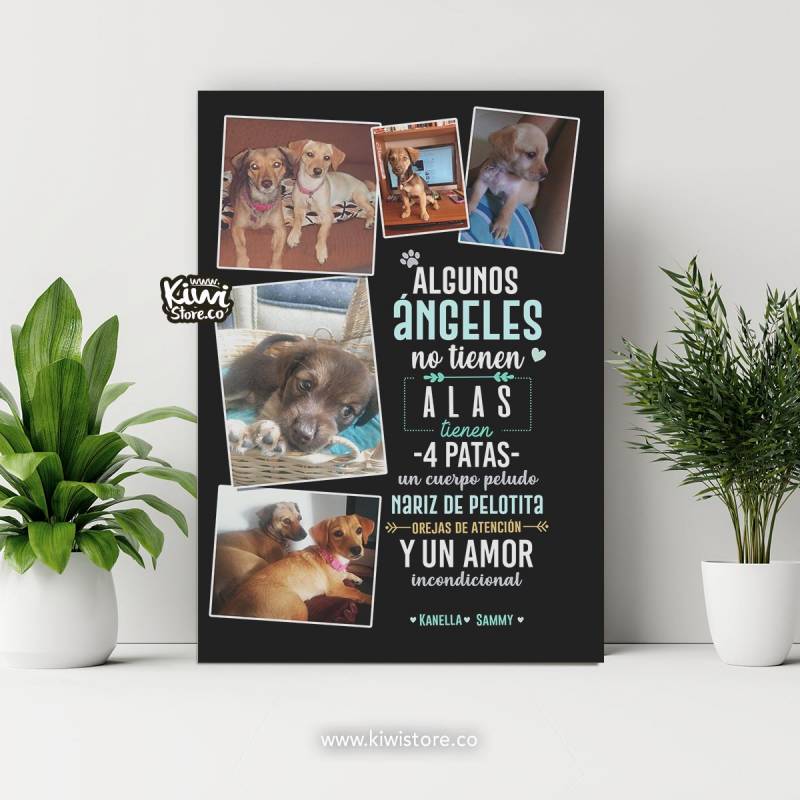 www.
Kiwi
Store.co
ALGUNOS
ÁNGELES
no tienen
ALAS
tienen
-4 PATAS-
un cuerpo peludo
NARIZ DE PELOTITA
OREJAS DE ATENCIÓN
Y UN AMOR
incondicional
KANELLA SAMMY
www.kiwistore.co